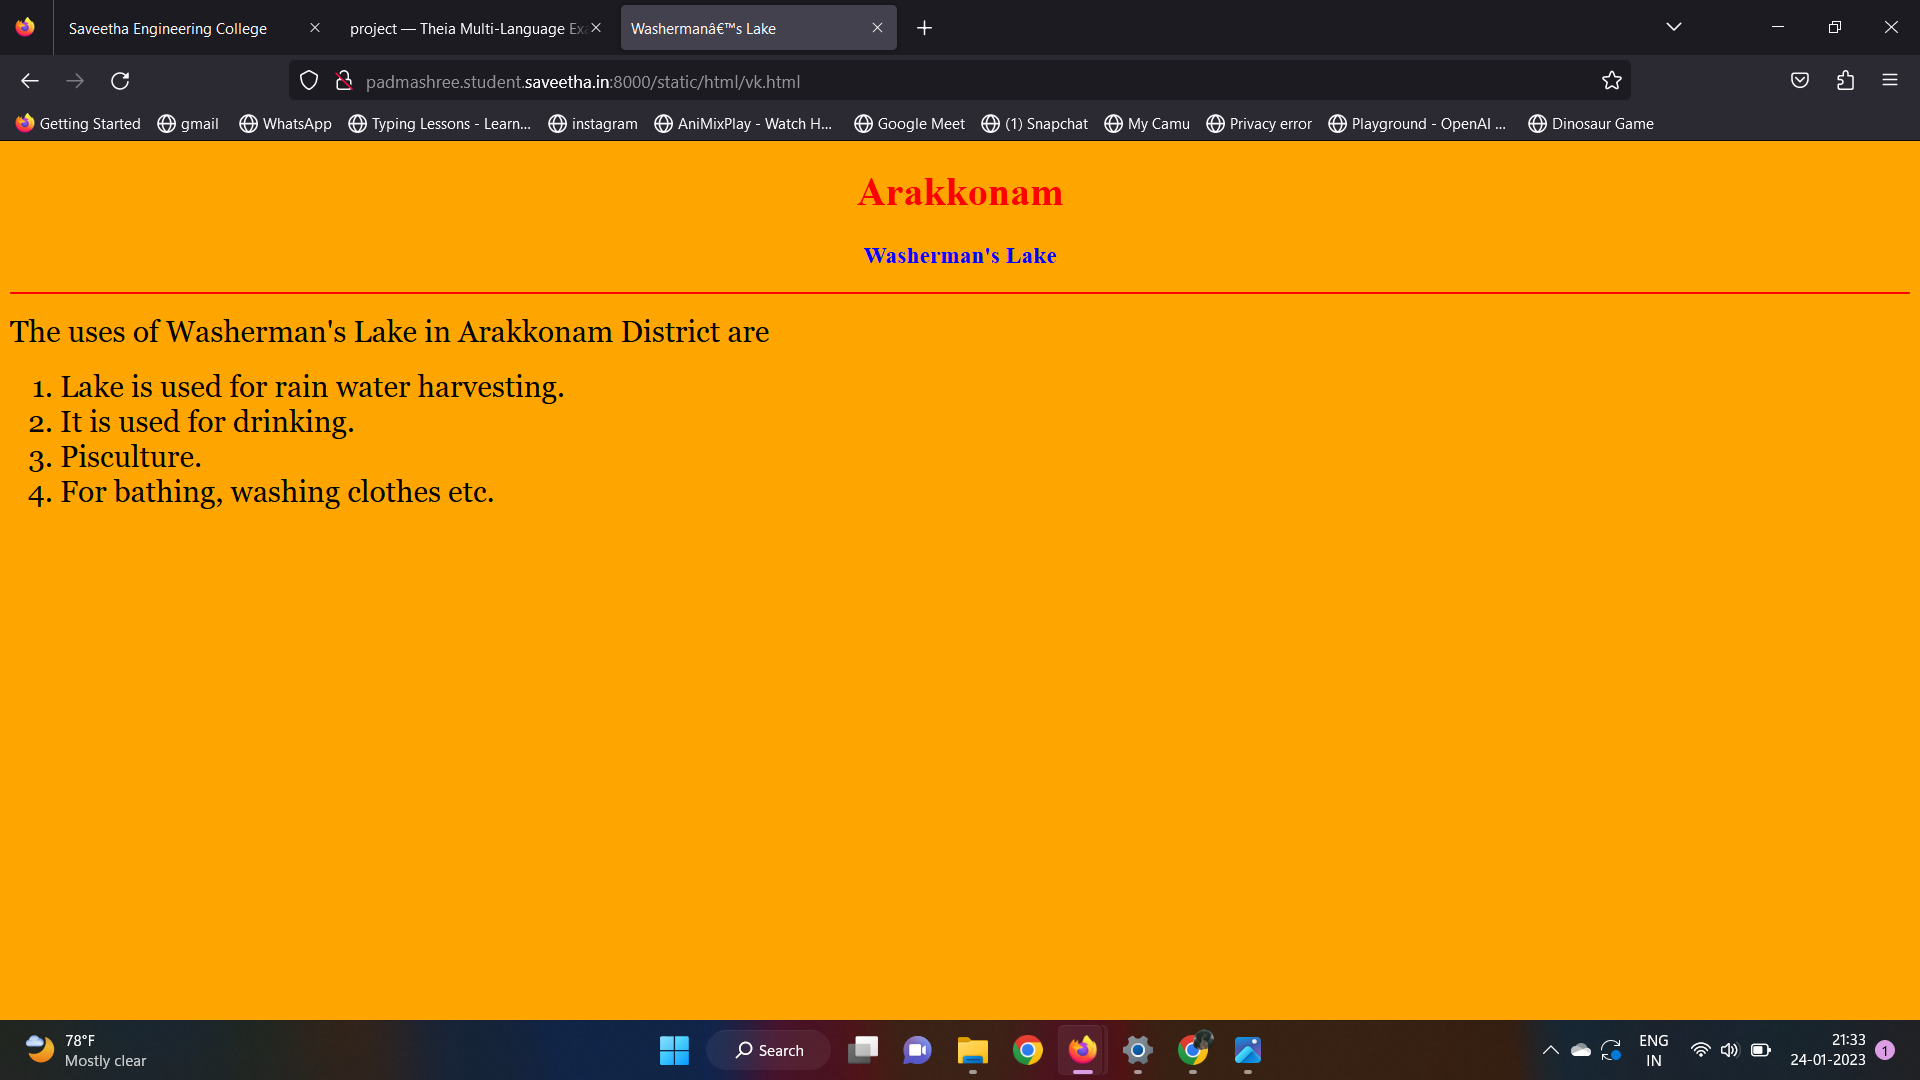 Saveetha Engineering College
project — Theia Multi-Language Exa
Washermanâ€™s Lake
padmashree.student.saveetha.in:8000/static/html/vk.html
Getting Started gmail WhatsApp Typing Lessons - Learn... instagram AniMixPlay - Watch H... Google Meet (1) Snapchat My Camu Privacy error Playground - OpenAI ... Dinosaur Game
Arakkonam
Washerman's Lake
The uses of Washerman's Lake in Arakkonam District are
1. Lake is used for rain water harvesting.
2. It is used for drinking.
3. Pisculture.
4. For bathing, washing clothes etc.
78°F
Mostly clear
Search
ENG
IN
21:33
24-01-2023
1